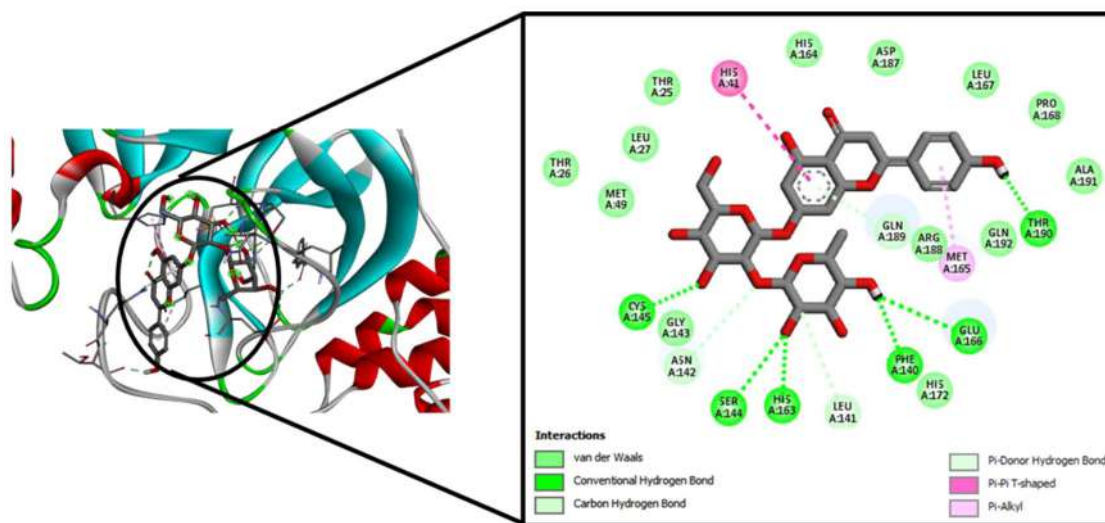 HIS
A:164
ASP
A:187
HIS
A:41
LEU
A:167
THR
A:25
PRO
A:168
LEU
A:27
THR
A:26
ALA
A:191
MET
A:49
GLN
A:189
ARG
A:188
GLN
A:192
THR
A:190
MET
A:165
CYS
A:145
GLY
A:143
ASN
A:142
GLU
A:166
PHE
A:140
HIS
A:172
SER
A:144
HIS
A:163
LEU
A:141
Interactions
van der Waals
Conventional Hydrogen Bond
Carbon Hydrogen Bond
Pi-Donor Hydrogen Bond
Pi-Pi T-shaped
Pi-Alkyl